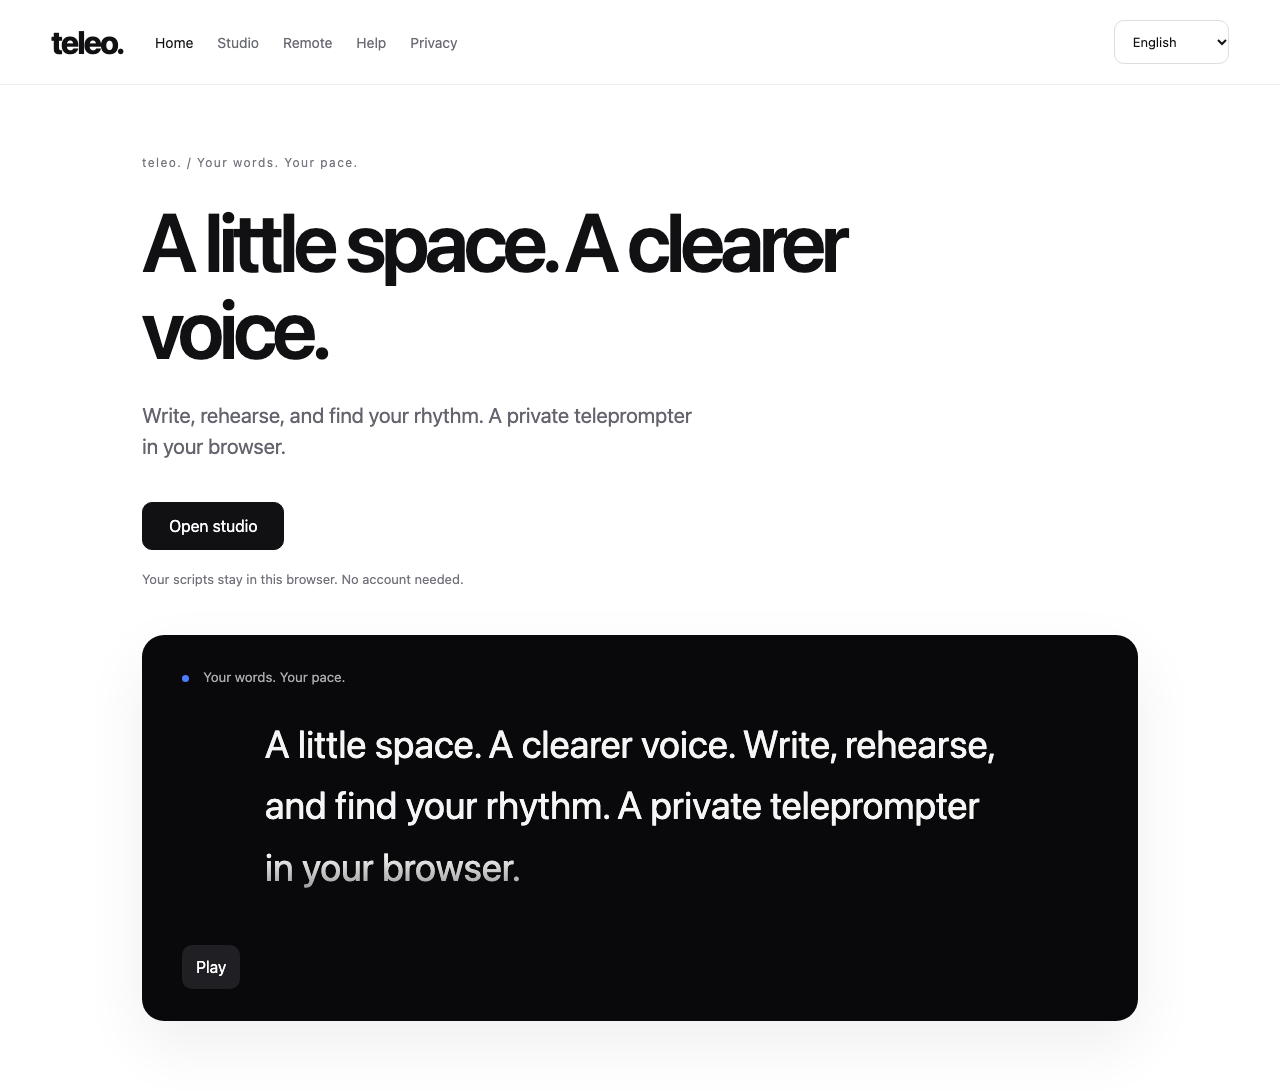 teleo.
Home
Studio
Remote
Help
Privacy
English
teleo. / Your words. Your pace.
A little space. A clearer
voice.
Write, rehearse, and find your rhythm. A private teleprompter
in your browser.
Open studio
Your scripts stay in this browser. No account needed.
Your words. Your pace.
A little space. A clearer voice. Write, rehearse,
and find your rhythm. A private teleprompter
in your browser.
Play